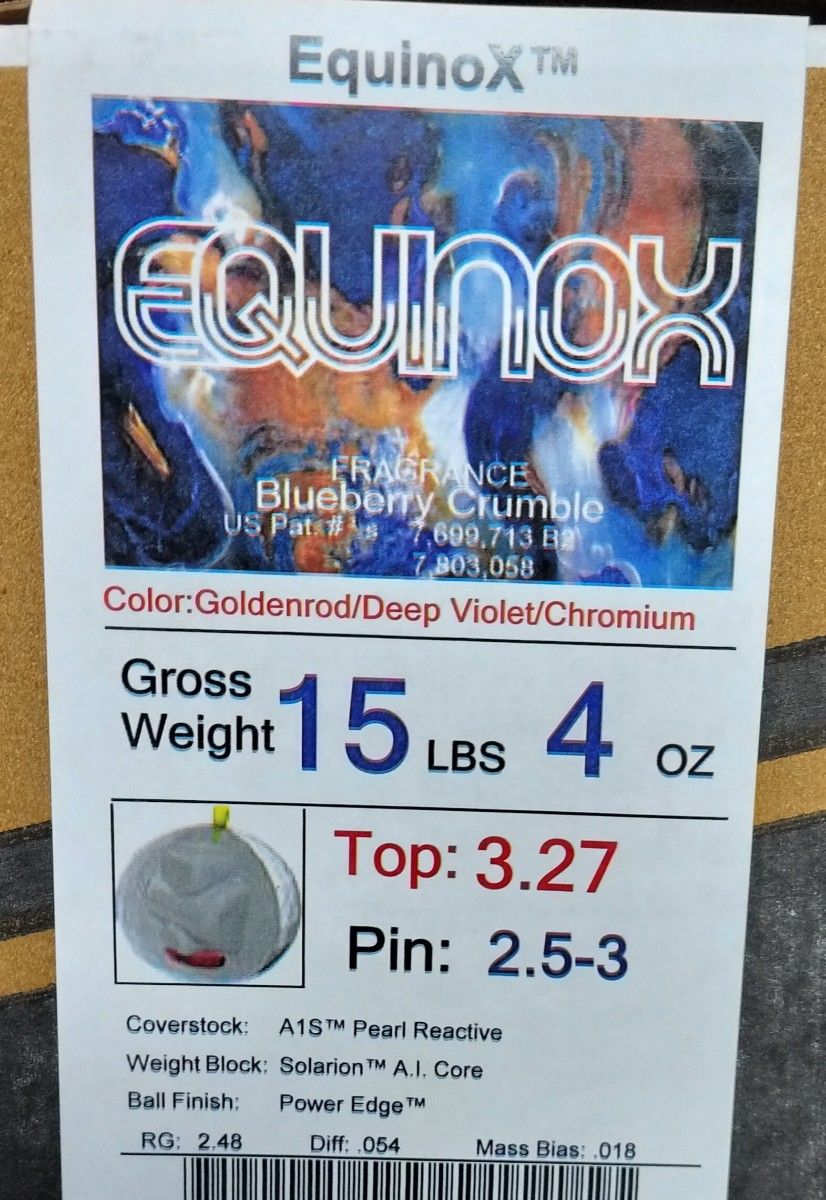 EquinoX™
EQUINOX
FRAGRANCE
Blueberry Crumble
US Pat. #'s 7,699,713 B2
7,803,058
Color:Goldenrod/Deep Violet/Chromium
Gross Weight 15 LBS 4 OZ
Top: 3.27
Pin: 2.5-3
Coverstock: A1S™ Pearl Reactive
Weight Block: Solarion™ A.I. Core
Ball Finish: Power Edge™
RG: 2.48 Diff: .054 Mass Bias: .018